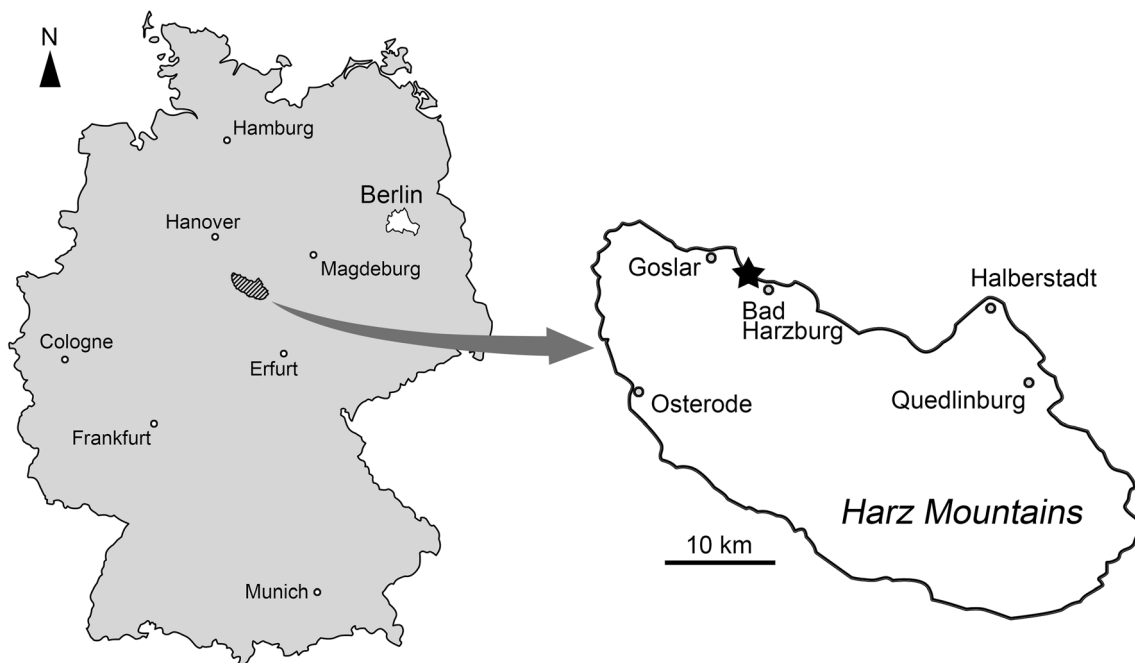 N
Hamburg
Berlin
Hanover
Magdeburg
Cologne
Erfurt
Frankfurt
Munich
Goslar
Bad
Harzburg
Halberstadt
Osterode
Quedlinburg
Harz Mountains
10 km